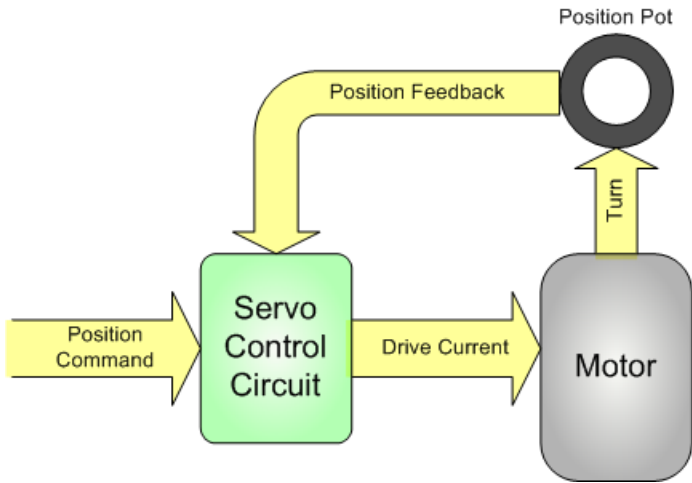 Position Pot
Position Feedback
Turn
Servo
Control
Circuit
Position
Command
Drive Current
Motor